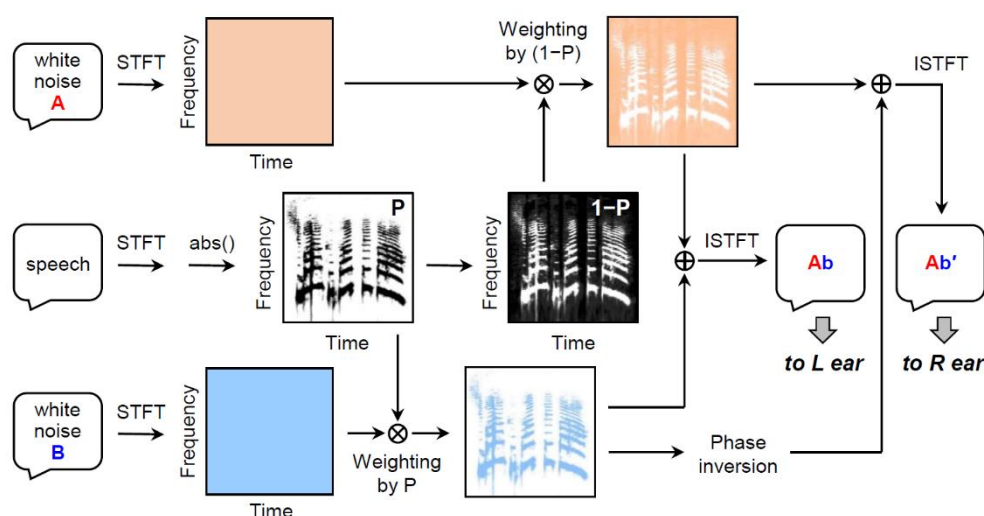 white
noise
A
STFT
Frequency
Time
Weighting
by (1−P)
ISTFT
speech
STFT
abs()
Frequency
P
Time
Frequency
1−P
Time
ISTFT
Ab
to L ear
Ab′
to R ear
white
noise
B
STFT
Frequency
Time
Weighting
by P
Phase
inversion